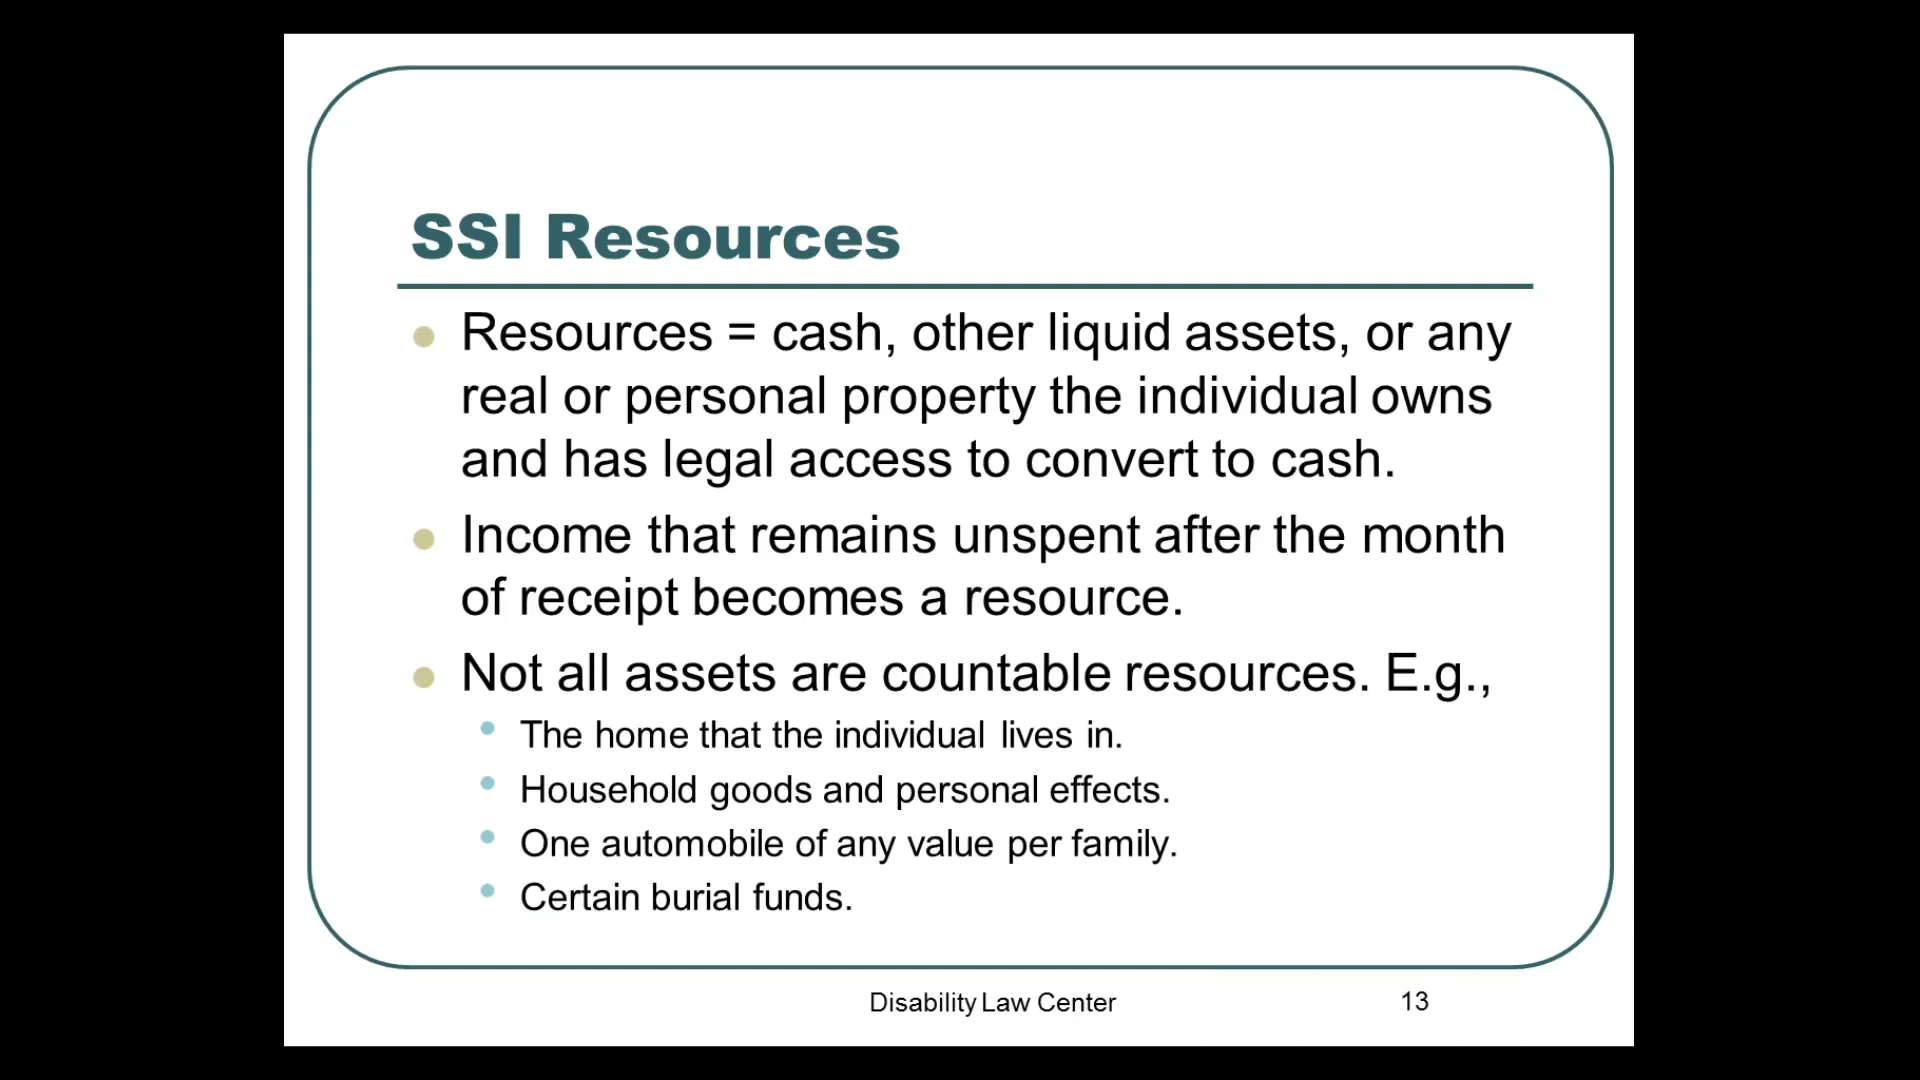 SSI Resources
Resources = cash, other liquid assets, or any
real or personal property the individual owns
and has legal access to convert to cash.
Income that remains unspent after the month
of receipt becomes a resource.
Not all assets are countable resources. E.g.,
The home that the individual lives in.
Household goods and personal effects.
One automobile of any value per family.
Certain burial funds.
Disability Law Center
13